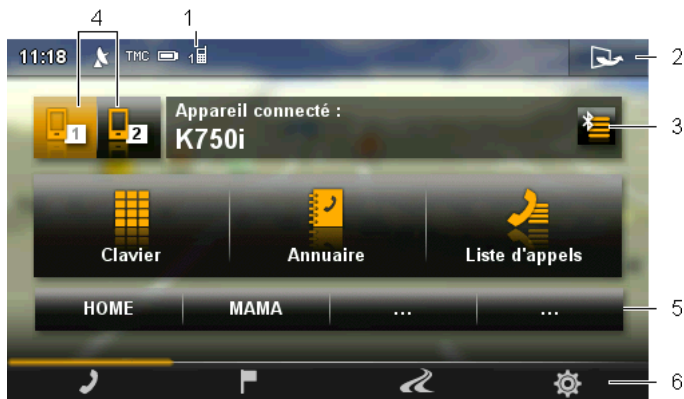 4 1
11:18 TMC 1 2
1 2 Appareil connecté : 3
K750i
Clavier Annuaire Liste d'appels
HOME MAMA ... ... 5
6